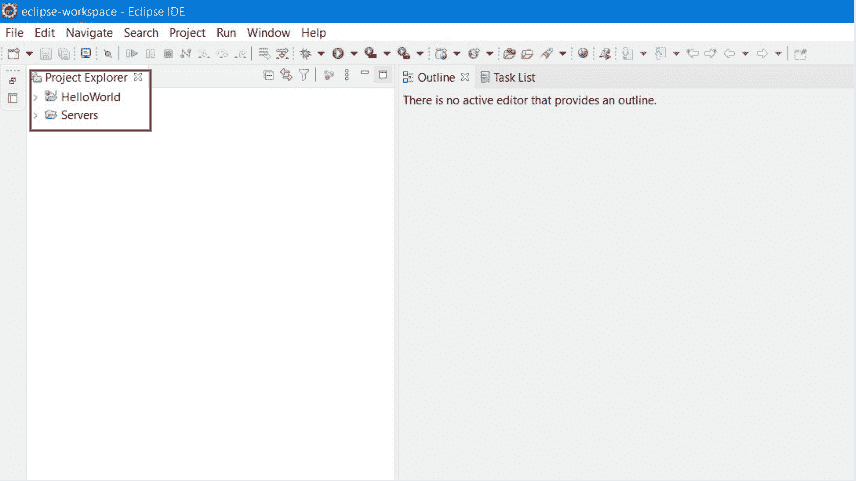 eclipse-workspace - Eclipse IDE
File Edit Navigate Search Project Run Window Help
Project Explorer
HelloWorld
Servers
Outline Task List
There is no active editor that provides an outline.